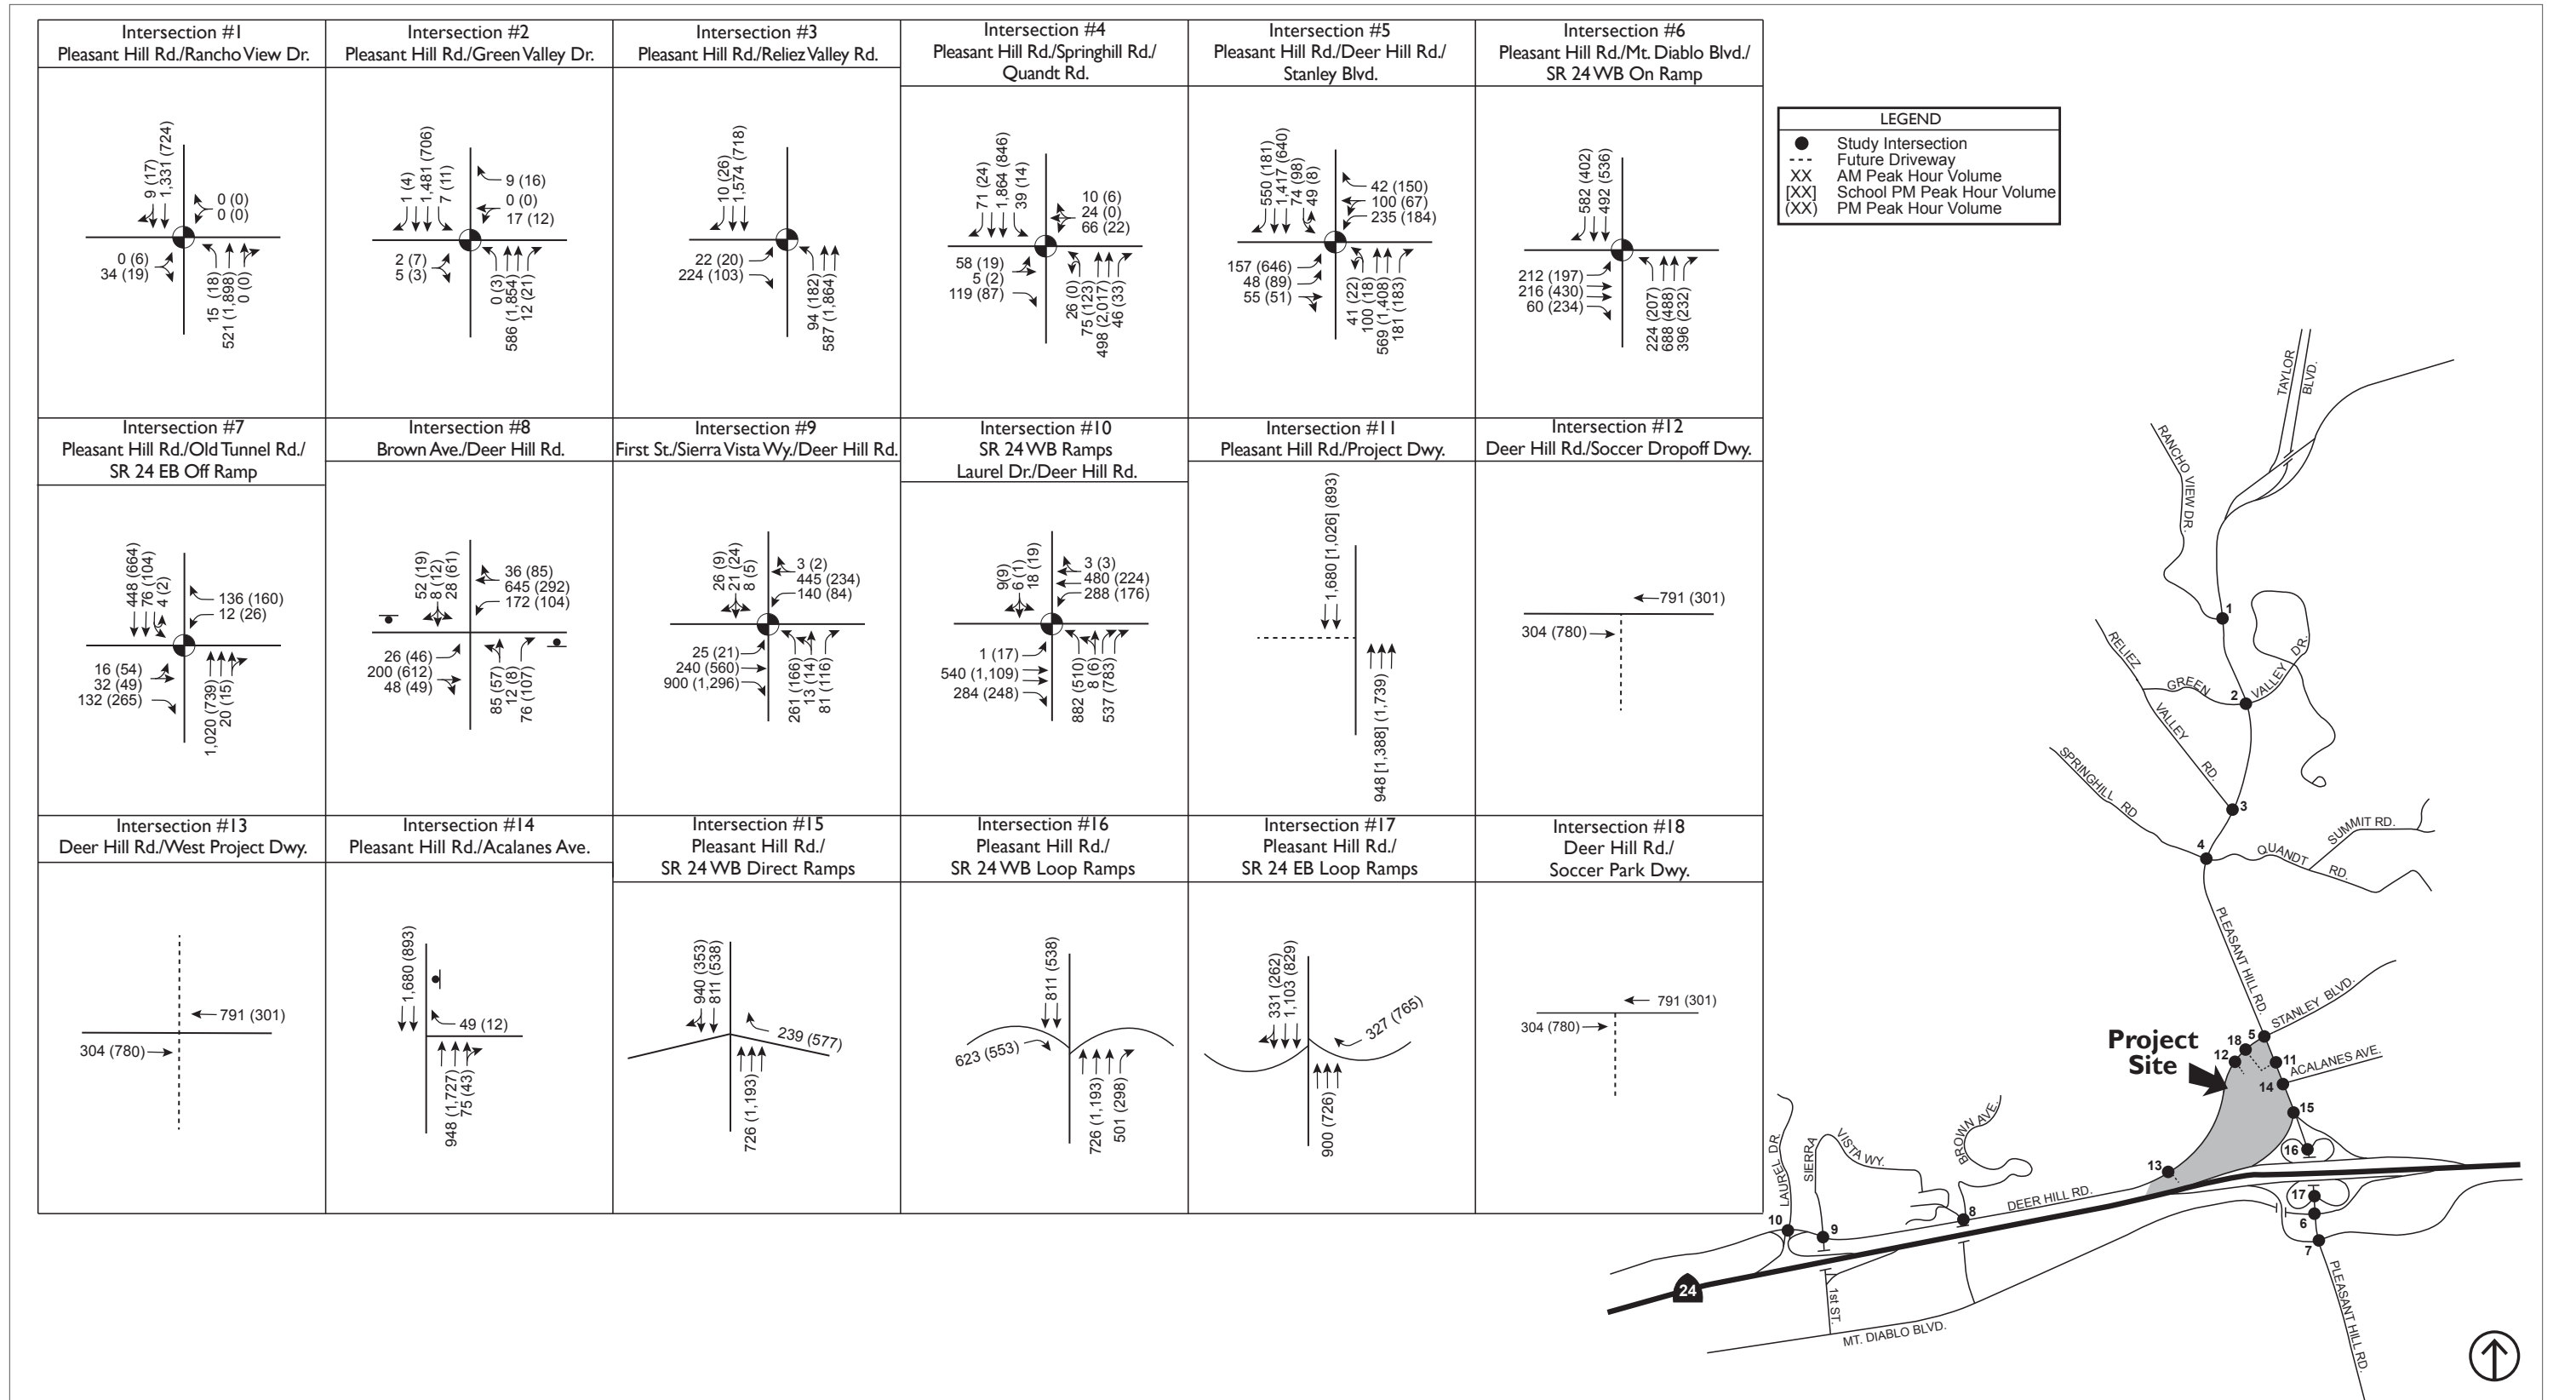 Intersection #1
Pleasant Hill Rd./Rancho View Dr.
9 (17)
1,331 (724)
0 (0)
0 (0)
0 (6)
34 (19)
15 (18)
521 (1,898)
0 (0)
Intersection #2
Pleasant Hill Rd./Green Valley Dr.
1 (4)
1,481 (706)
7 (11)
9 (16)
0 (0)
17 (12)
2 (7)
5 (3)
0 (3)
586 (1,854)
12 (21)
Intersection #3
Pleasant Hill Rd./Reliez Valley Rd.
10 (26)
1,574 (718)
22 (20)
224 (103)
94 (182)
587 (1,864)
Intersection #4
Pleasant Hill Rd./Springhill Rd./
Quandt Rd.
71 (24)
1,864 (846)
39 (14)
10 (6)
24 (0)
66 (22)
58 (19)
5 (2)
119 (87)
26 (0)
75 (123)
498 (2,017)
46 (33)
Intersection #5
Pleasant Hill Rd./Deer Hill Rd./
Stanley Blvd.
550 (181)
1,417 (640)
74 (98)
49 (8)
42 (150)
100 (67)
235 (184)
157 (646)
48 (89)
55 (51)
41 (22)
100 (18)
569 (1,408)
181 (183)
Intersection #6
Pleasant Hill Rd./Mt. Diablo Blvd./
SR 24 WB On Ramp
582 (402)
492 (536)
212 (197)
216 (430)
60 (234)
224 (207)
688 (488)
396 (232)
LEGEND
Study Intersection
Future Driveway
XX AM Peak Hour Volume
[XX] School PM Peak Hour Volume
(XX) PM Peak Hour Volume
Intersection #7
Pleasant Hill Rd./Old Tunnel Rd./
SR 24 EB Off Ramp
448 (664)
76 (104)
4 (2)
136 (160)
12 (26)
16 (54)
32 (49)
132 (265)
1,020 (739)
20 (15)
Intersection #8
Brown Ave./Deer Hill Rd.
52 (19)
8 (12)
28 (61)
36 (85)
645 (292)
172 (104)
26 (46)
200 (612)
48 (49)
85 (57)
12 (8)
76 (107)
Intersection #9
First St./Sierra Vista Wy./Deer Hill Rd.
26 (9)
21 (24)
8 (5)
3 (2)
445 (234)
140 (84)
25 (21)
240 (560)
900 (1,296)
261 (166)
13 (14)
81 (116)
Intersection #10
SR 24 WB Ramps
Laurel Dr./Deer Hill Rd.
9(9)
6 (1)
18 (19)
3 (3)
480 (224)
288 (176)
1 (17)
540 (1,109)
284 (248)
882 (510)
8 (6)
537 (783)
Intersection #11
Pleasant Hill Rd./Project Dwy.
1,680 [1,026] (893)
948 [1,388] (1,739)
Intersection #12
Deer Hill Rd./Soccer Dropoff Dwy.
791 (301)
304 (780)
Intersection #13
Deer Hill Rd./West Project Dwy.
791 (301)
304 (780)
Intersection #14
Pleasant Hill Rd./Acalanes Ave.
1,680 (893)
49 (12)
948 (1,727)
75 (43)
Intersection #15
Pleasant Hill Rd./
SR 24 WB Direct Ramps
940 (353)
811 (538)
239 (577)
726 (1,193)
Intersection #16
Pleasant Hill Rd./
SR 24 WB Loop Ramps
811 (538)
623 (553)
726 (1,193)
501 (298)
Intersection #17
Pleasant Hill Rd./
SR 24 EB Loop Ramps
331 (262)
1,103 (829)
327 (765)
900 (726)
Intersection #18
Deer Hill Rd./
Soccer Park Dwy.
791 (301)
304 (780)
TAYLOR
BLVD.
RANCHO VIEW DR.
1
RELIEZ
VALLEY
RD.
GREEN
2
VALLEY
DR.
SPRINGHILL RD
3
4
SUMMIT RD.
QUANDT
RD.
PLEASANT HILL RD.
STANLEY BLVD.
5
18
12
11
Project
Site
ACALANES AVE.
14
15
16
13
17
6
7
LAUREL DR.
SIERRA
VISTA WY.
BROWN AVE.
DEER HILL RD.
10
9
8
24
1st ST.
MT. DIABLO BLVD.
PLEASANT HILL RD.